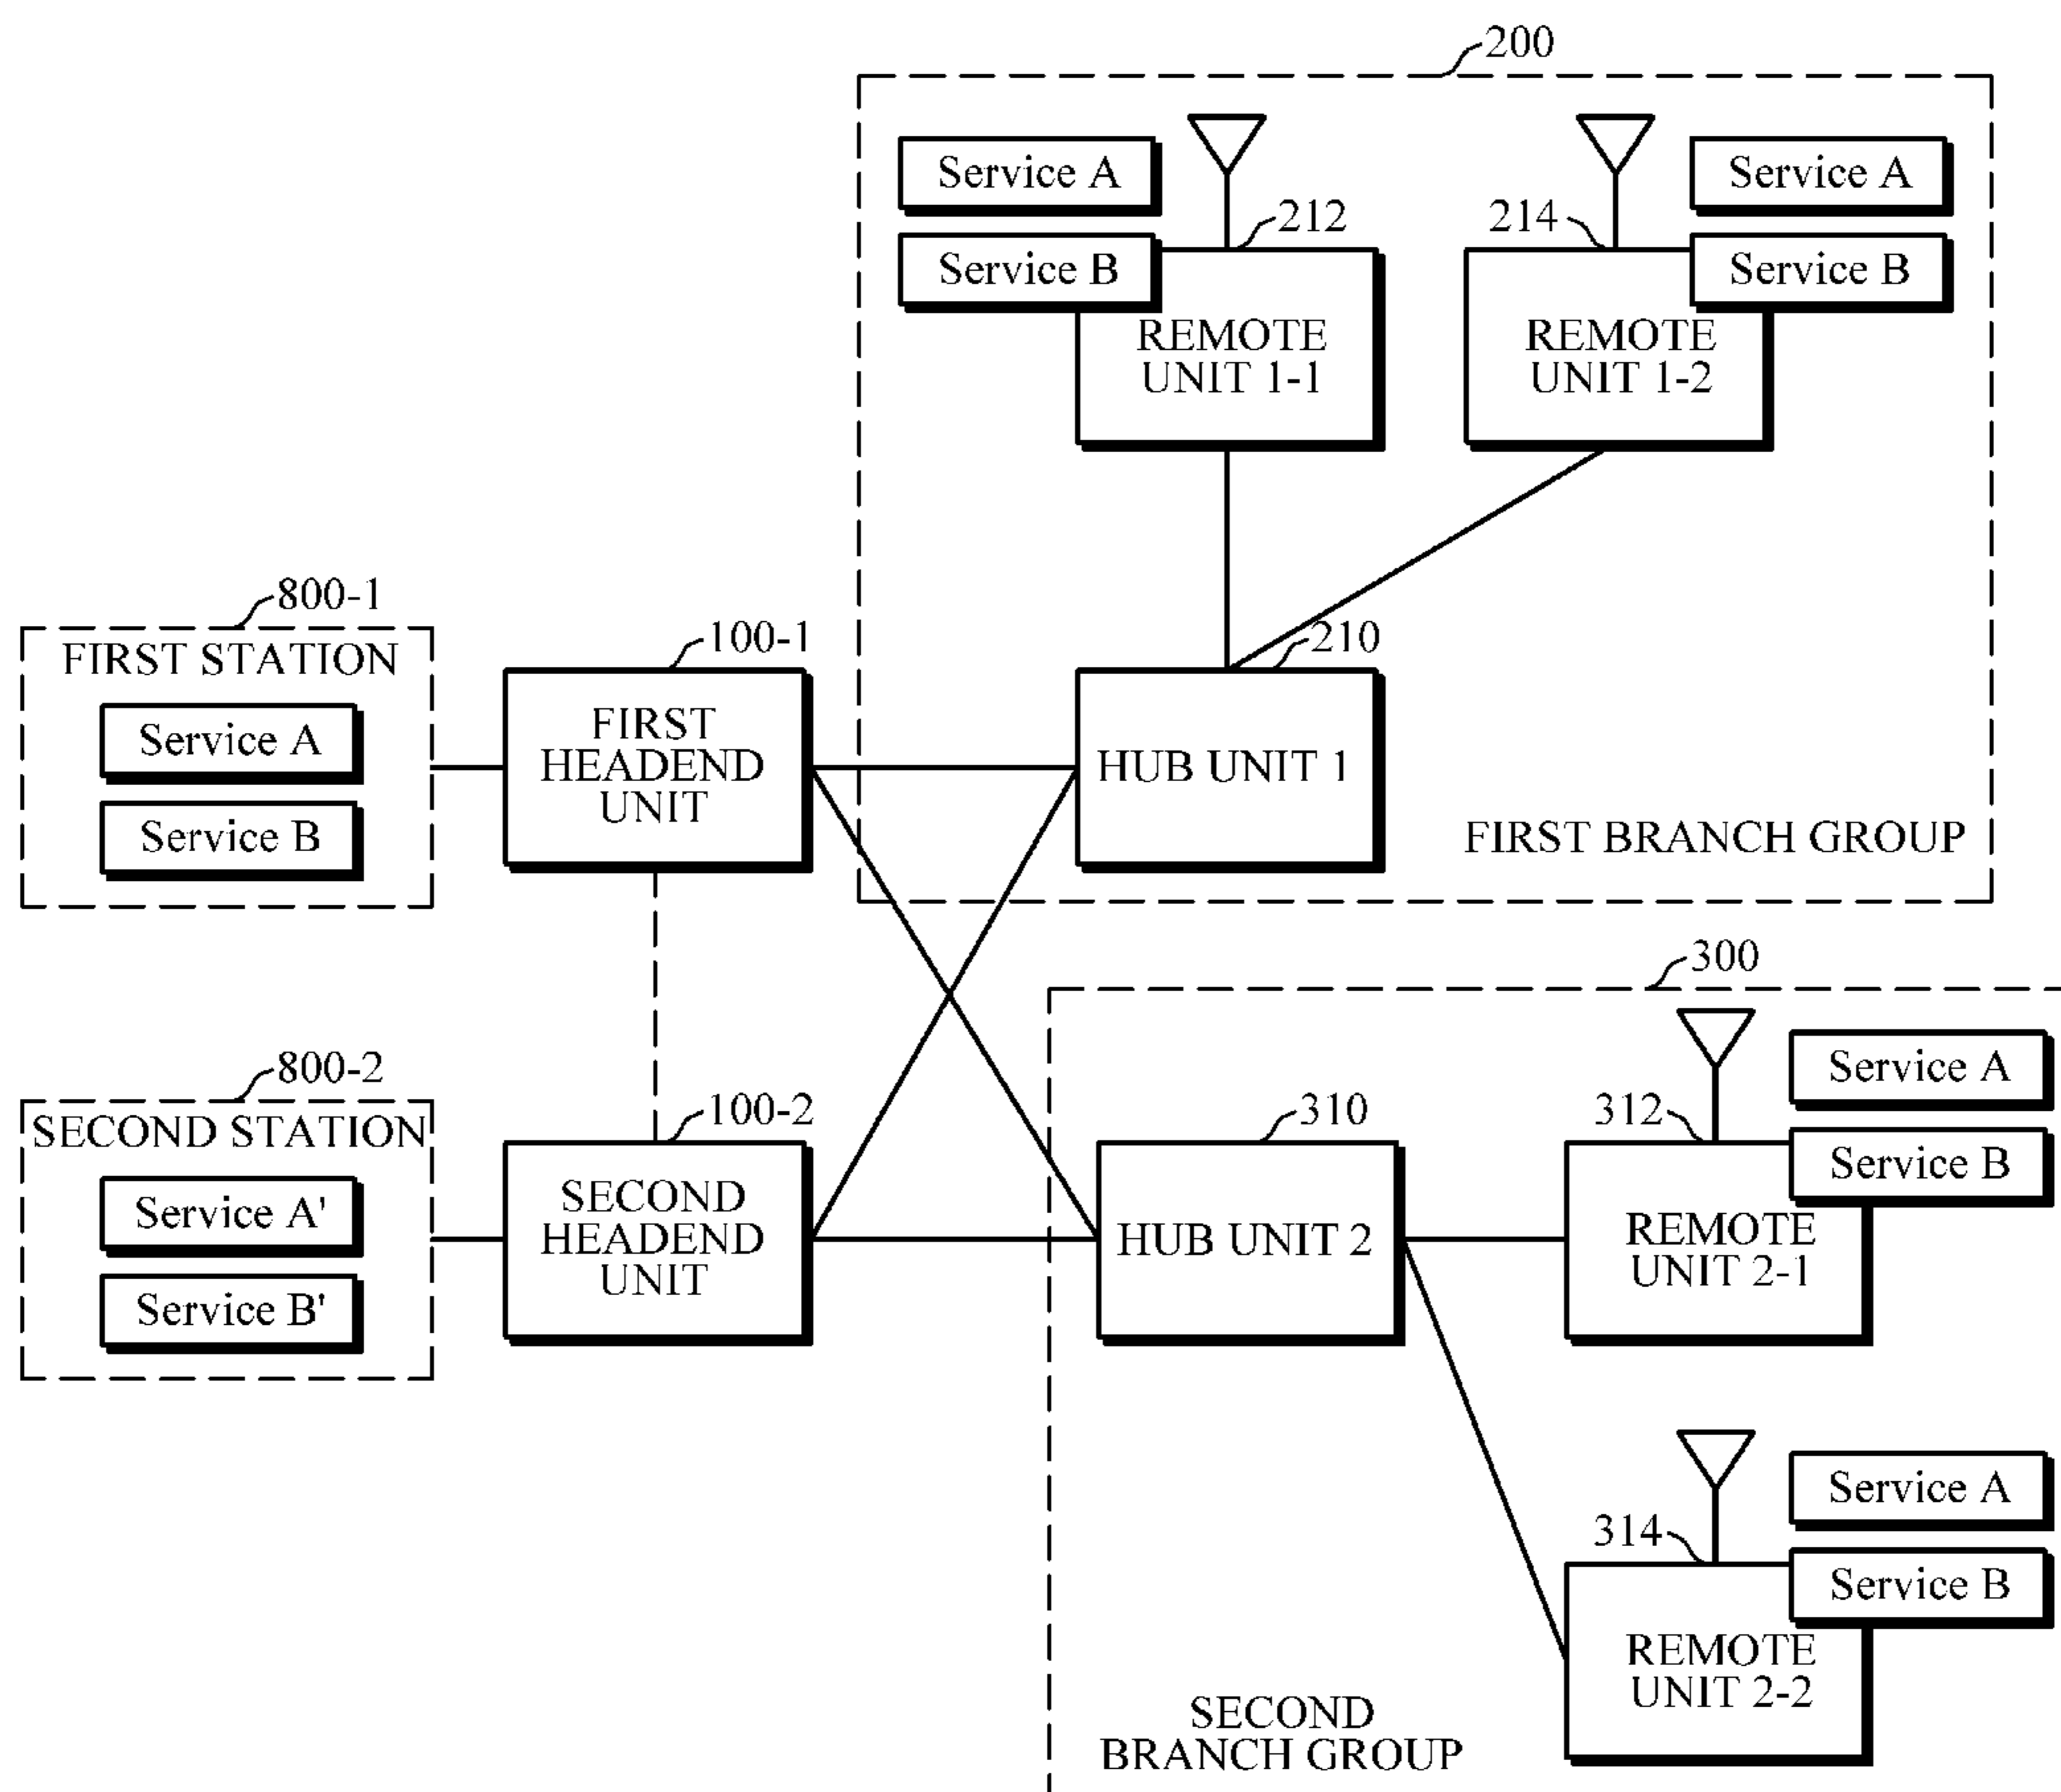 200
Service A
Service B
212
REMOTE
UNIT 1-1
214
Service A
Service B
REMOTE
UNIT 1-2
800-1
FIRST STATION
Service A
Service B
100-1
FIRST
HEADEND
UNIT
210
HUB UNIT 1
FIRST BRANCH GROUP
800-2
SECOND STATION
Service A'
Service B'
100-2
SECOND
HEADEND
UNIT
300
310
HUB UNIT 2
312
Service A
Service B
REMOTE
UNIT 2-1
314
Service A
Service B
REMOTE
UNIT 2-2
SECOND
BRANCH GROUP